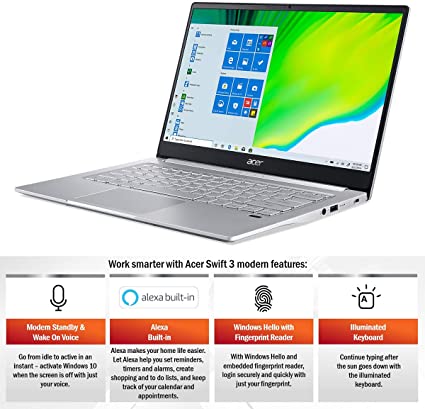 acer
Work smarter with Acer Swift 3 modern features:
alexa built-in
A
Modern Standby &
Wake On Voice
Alexa
Built-in
Windows Hello with
Fingerprint Reader
Illuminated
Keyboard
Go from idle to active in an
instant – activate Windows 10
when the screen is off with just
your voice.
Alexa makes your home life easier.
Let Alexa help you set reminders,
timers and alarms, create
shopping and to do lists, and keep
track of your calendar and
appointments.
With Windows Hello and
embedded fingerprint reader,
login securely and quickly with
just your fingerprint.
Continue typing after
the sun goes down with
the illuminated
keyboard.